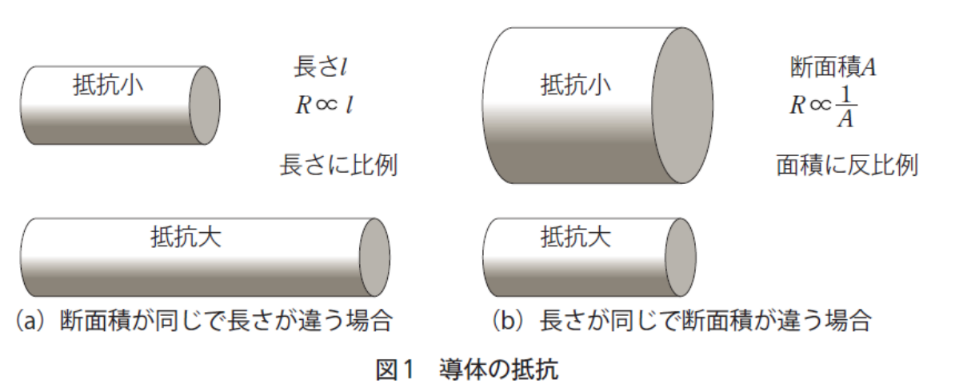 抵抗小
長さl
R∝ l
長さに比例
抵抗大
(a)断面積が同じで長さが違う場合
抵抗小
断面積A
R∝1/A
面積に反比例
抵抗大
(b)長さが同じで断面積が違う場合
図1 導体の抵抗